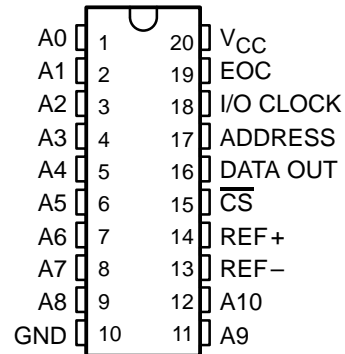 A0 1 20 VCC
A1 2 19 EOC
A2 3 18 I/O CLOCK
A3 4 17 ADDRESS
A4 5 16 DATA OUT
A5 6 15 C̅S̅
A6 7 14 REF+
A7 8 13 REF−
A8 9 12 A10
GND 10 11 A9